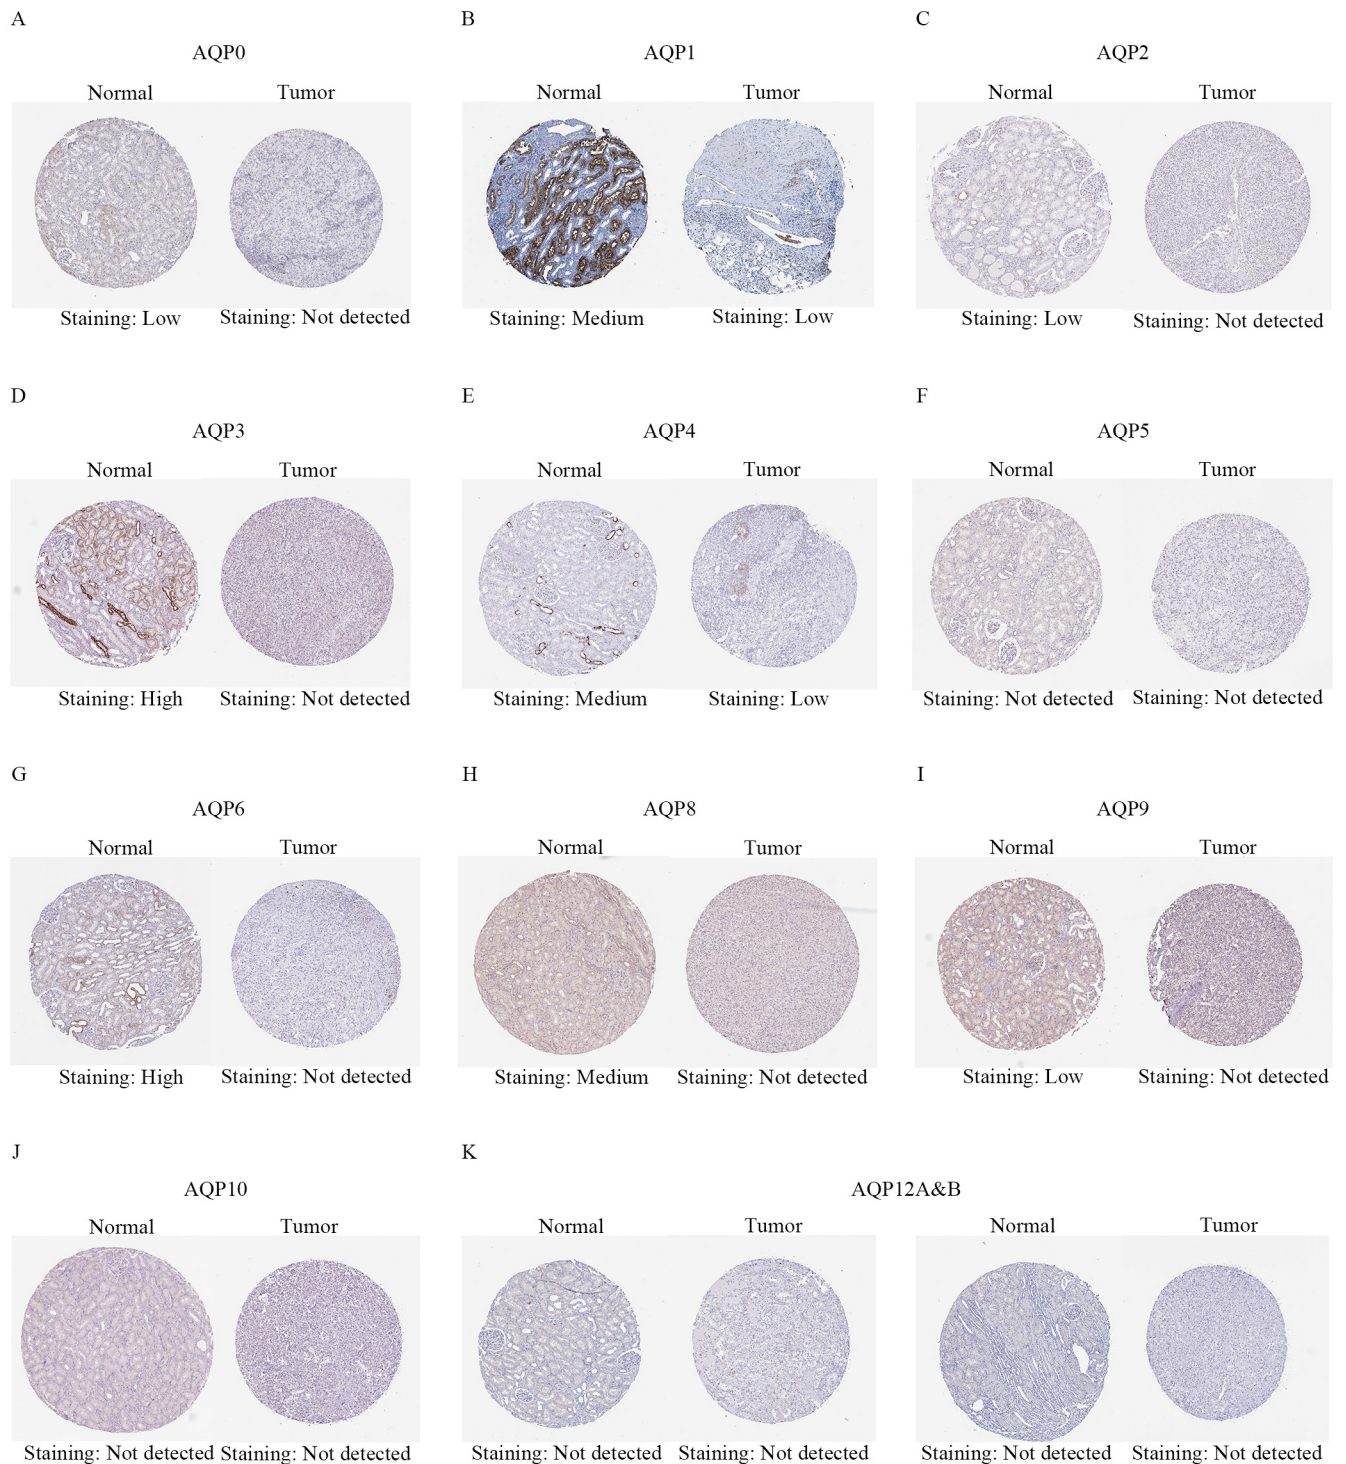 A
B
C
AQP0
AQP1
AQP2
Normal
Tumor
Normal
Tumor
Normal
Tumor
Staining: Low
Staining: Not detected
Staining: Medium
Staining: Low
Staining: Low
Staining: Not detected
D
E
F
AQP3
AQP4
AQP5
Normal
Tumor
Normal
Tumor
Normal
Tumor
Staining: High
Staining: Not detected
Staining: Medium
Staining: Low
Staining: Not detected
Staining: Not detected
G
H
I
AQP6
AQP8
AQP9
Normal
Tumor
Normal
Tumor
Normal
Tumor
Staining: High
Staining: Not detected
Staining: Medium
Staining: Not detected
Staining: Low
Staining: Not detected
J
K
AQP10
AQP12A&B
Normal
Tumor
Normal
Tumor
Normal
Tumor
Staining: Not detected
Staining: Not detected
Staining: Not detected
Staining: Not detected
Staining: Not detected
Staining: Not detected